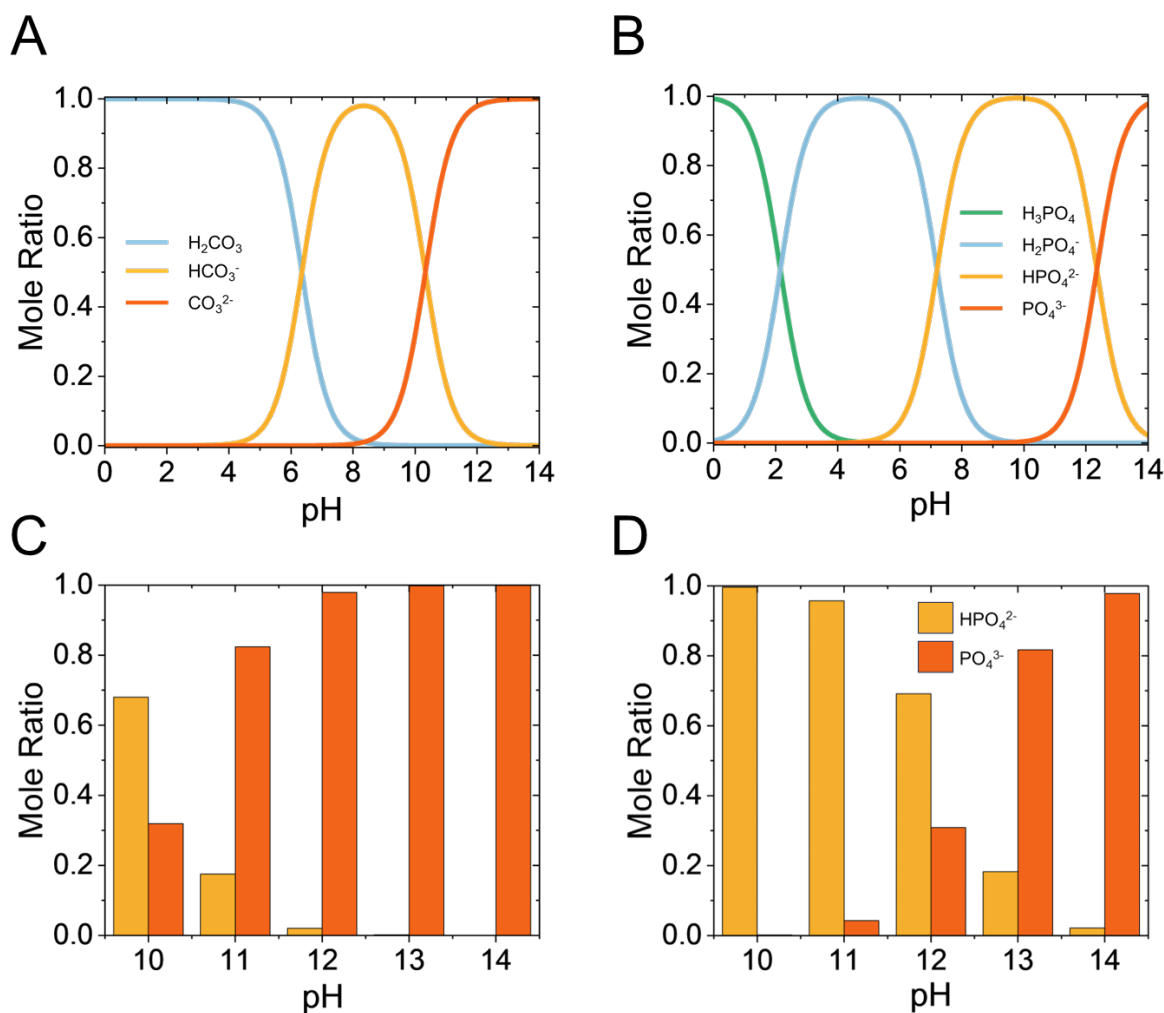 A
1.0
0.8
0.6
0.4
0.2
0.0
Mole Ratio
H₂CO₃
HCO₃⁻
CO₃²⁻
0 2 4 6 8 10 12 14
pH
B
1.0
0.8
0.6
0.4
0.2
0.0
Mole Ratio
H₃PO₄
H₂PO₄⁻
HPO₄²⁻
PO₄³⁻
0 2 4 6 8 10 12 14
pH
C
1.0
0.8
0.6
0.4
0.2
0.0
Mole Ratio
10 11 12 13 14
pH
D
1.0
0.8
0.6
0.4
0.2
0.0
Mole Ratio
HPO₄²⁻
PO₄³⁻
10 11 12 13 14
pH